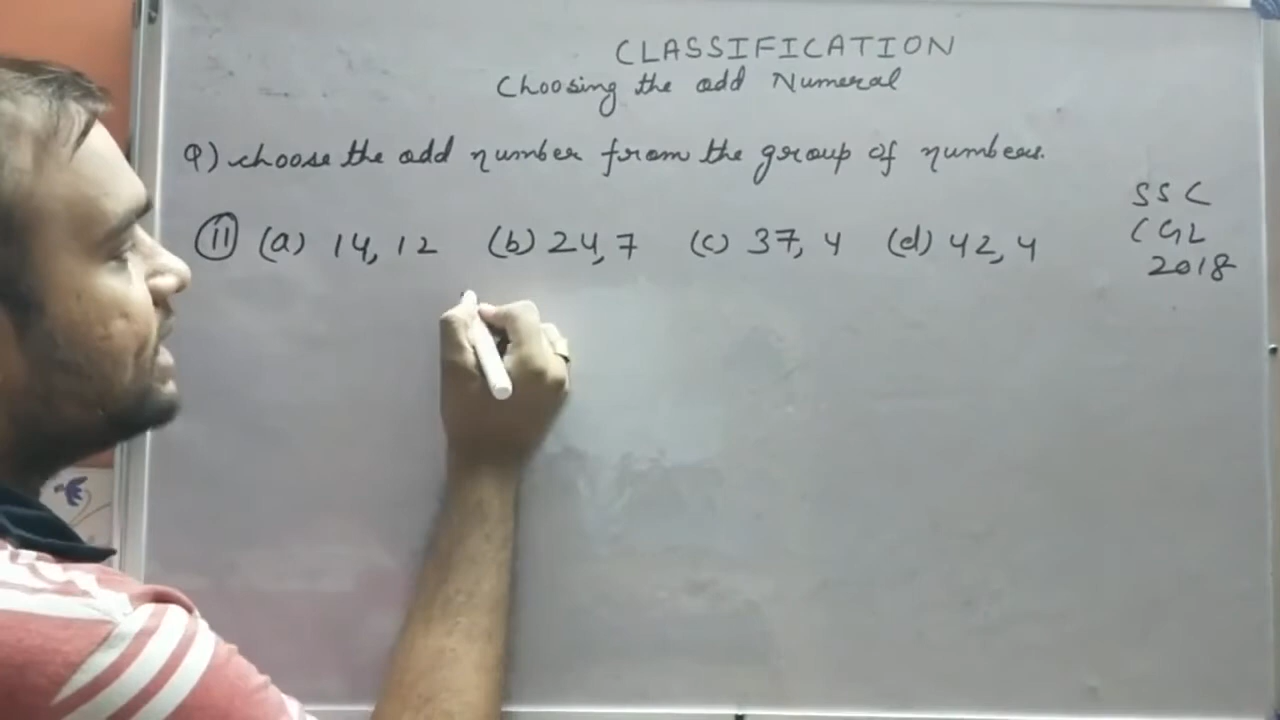 CLASSIFICATION
Choosing the odd Numeral
Q) choose the odd number from the group of numbers.
SSC
CGL
2018
11 (a) 14, 12 (b) 24, 7 (c) 37, 4 (d) 42, 4